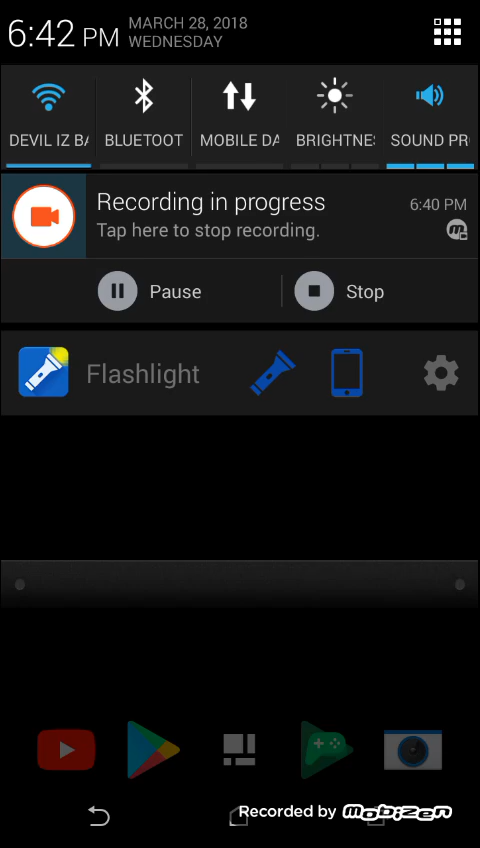 6:42 PM
MARCH 28, 2018
WEDNESDAY
DEVIL IZ BA
BLUETOOT
MOBILE DA
BRIGHTNE
SOUND PR
Recording in progress
6:40 PM
Tap here to stop recording.
Pause
Stop
Flashlight
Recorded by mobizen